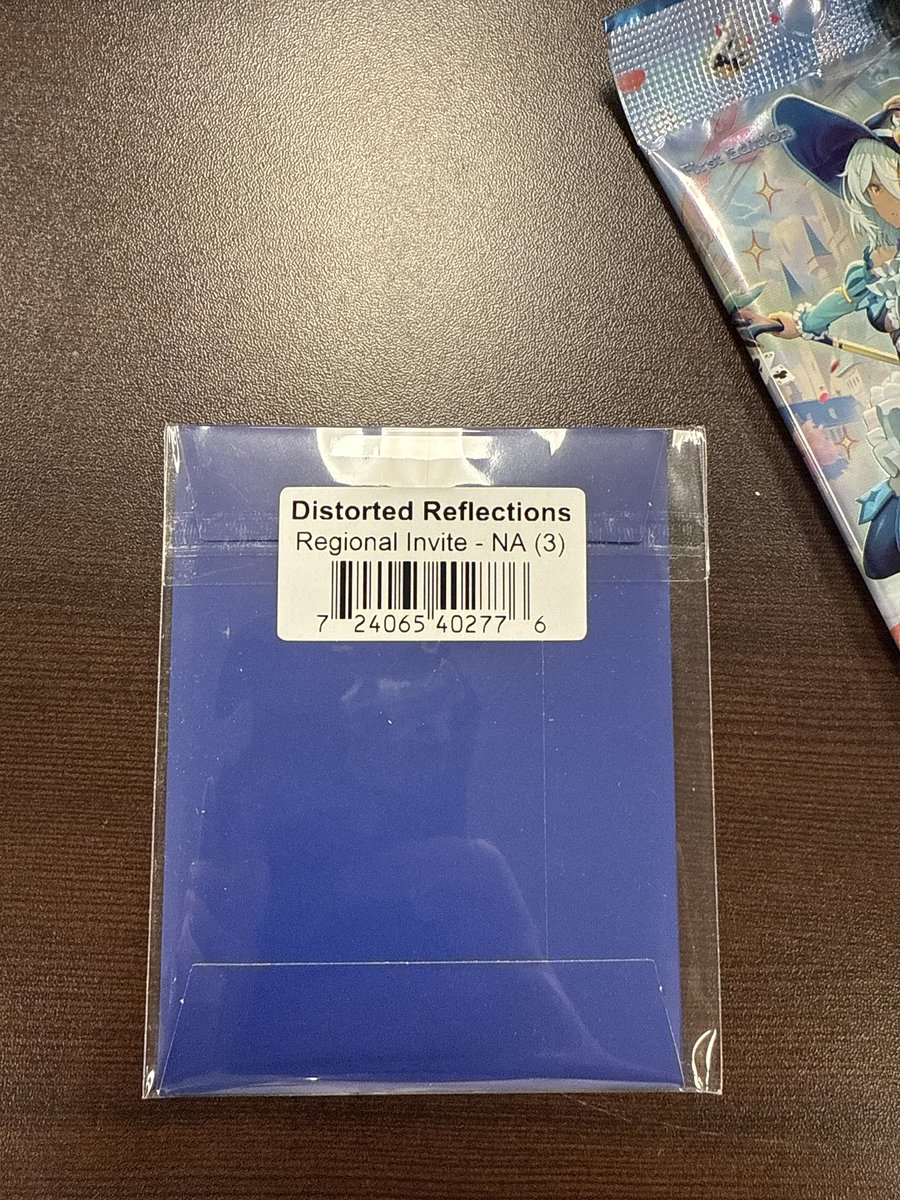 First Edition
Distorted Reflections
Regional Invite - NA (3)
7 24065 40277 6